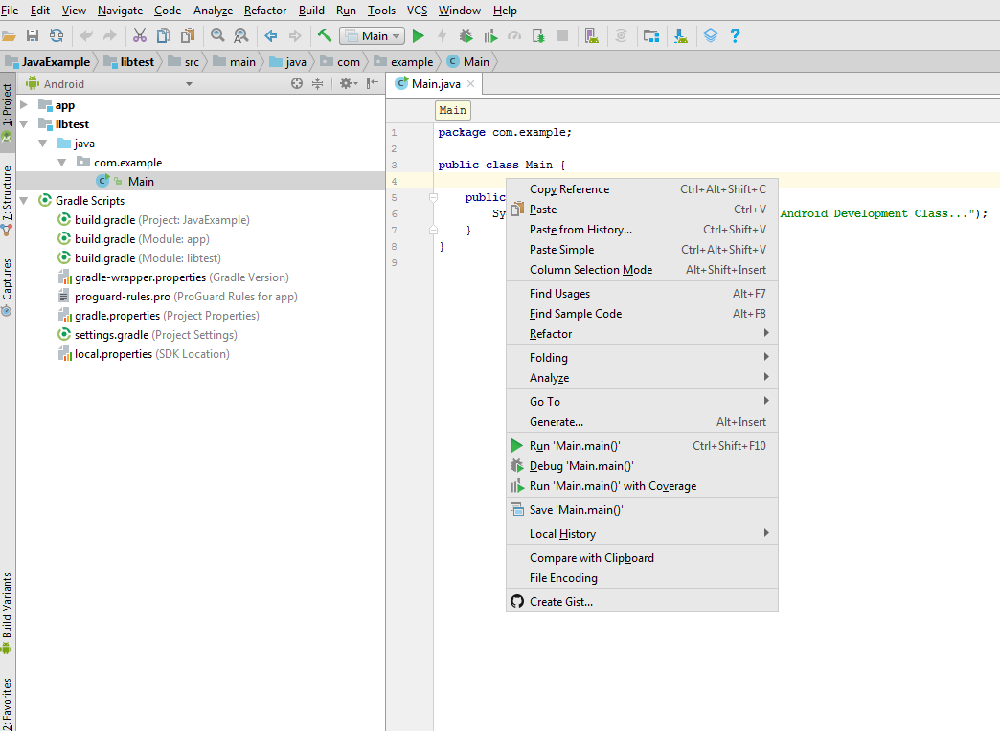 File Edit View Navigate Code Analyze Refactor Build Run Tools VCS Window Help
Main
JavaExample libtest src main java com example Main
Android
Main.java
1: Project
7: Structure
Captures
Build Variants
2: Favorites
app
libtest
java
com.example
Main
Gradle Scripts
build.gradle (Project: JavaExample)
build.gradle (Module: app)
build.gradle (Module: libtest)
gradle-wrapper.properties (Gradle Version)
proguard-rules.pro (ProGuard Rules for app)
gradle.properties (Project Properties)
settings.gradle (Project Settings)
local.properties (SDK Location)
Main
1 package com.example;
2
3 public class Main {
4
5 public
6 Sy Android Development Class...");
7 }
8 }
9
Copy Reference Ctrl+Alt+Shift+C
Paste Ctrl+V
Paste from History... Ctrl+Shift+V
Paste Simple Ctrl+Alt+Shift+V
Column Selection Mode Alt+Shift+Insert
Find Usages Alt+F7
Find Sample Code Alt+F8
Refactor
Folding
Analyze
Go To
Generate... Alt+Insert
Run 'Main.main()' Ctrl+Shift+F10
Debug 'Main.main()'
Run 'Main.main()' with Coverage
Save 'Main.main()'
Local History
Compare with Clipboard
File Encoding
Create Gist...